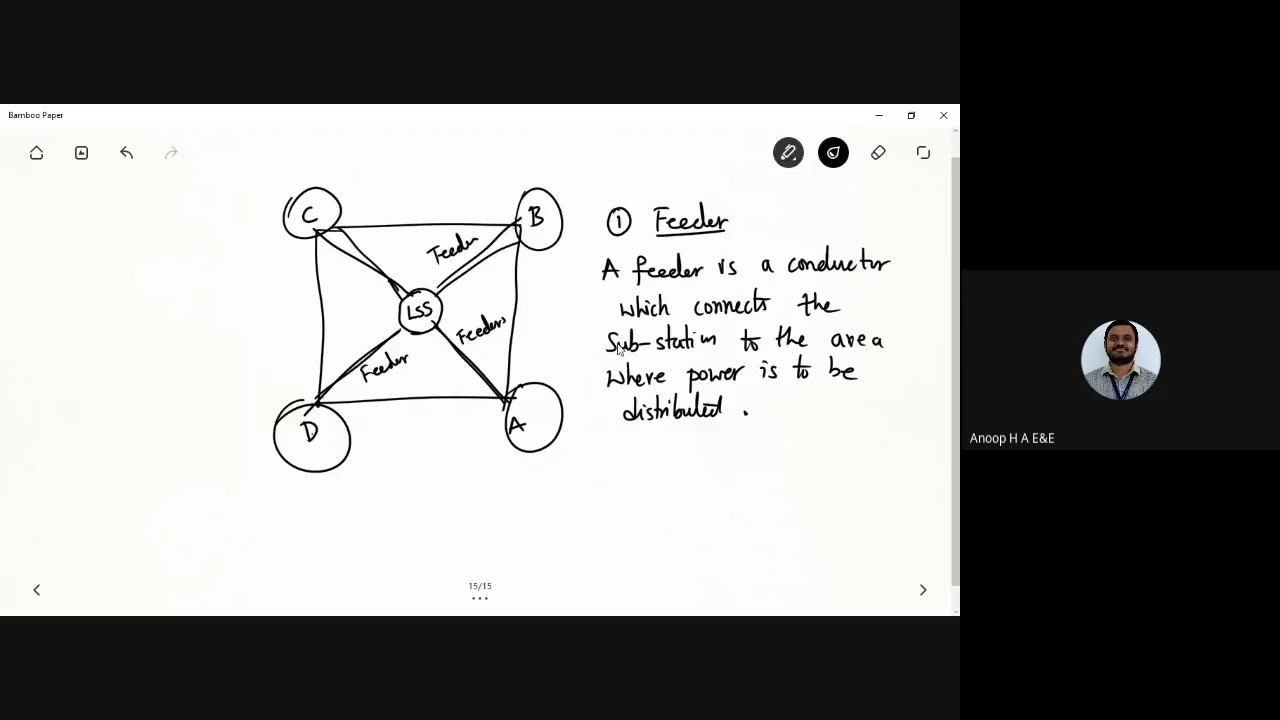 Bamboo Paper
C
B
Feeder
LSS
Feeders
Feeder
D
A
① Feeder
A feeder is a conductor
which connects the
Sub-station to the area
where power is to be
distributed.
15/15
Anoop H A E&E